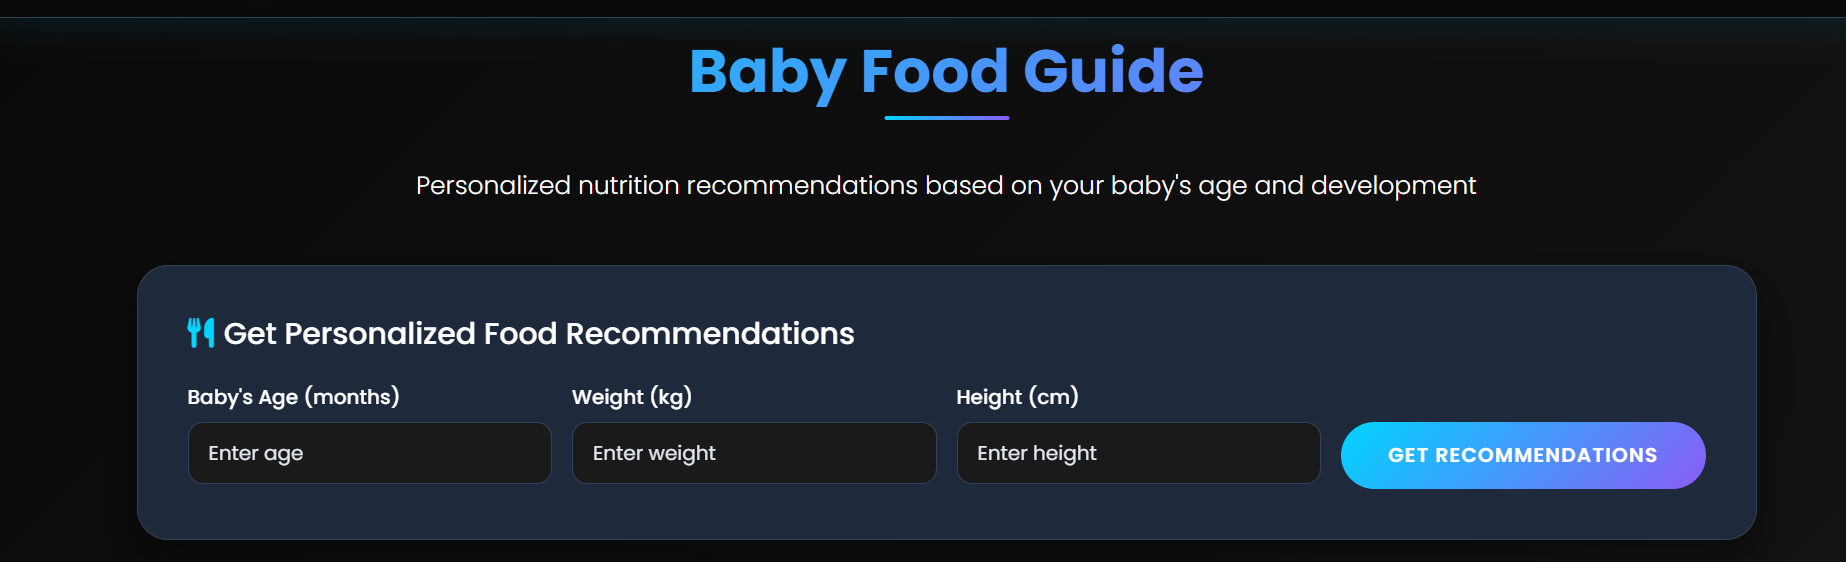 Baby Food Guide
Personalized nutrition recommendations based on your baby's age and development
Get Personalized Food Recommendations
Baby's Age (months)
Weight (kg)
Height (cm)
Enter age
Enter weight
Enter height
GET RECOMMENDATIONS